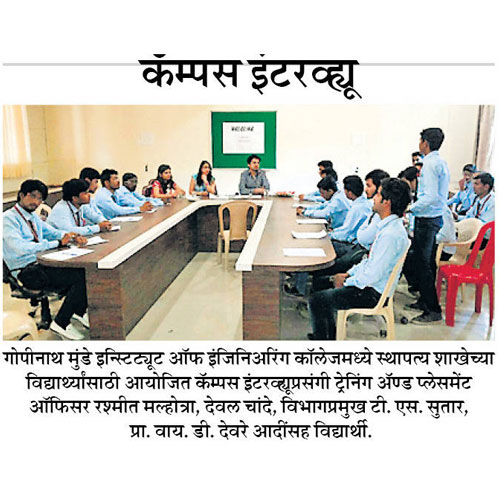 कॅम्पस इंटरव्ह्यू
WELCOME
गोपीनाथ मुंडे इन्स्टिट्यूट ऑफ इंजिनिअरिंग कॉलेजमध्ये स्थापत्य शाखेच्या
विद्यार्थ्यांसाठी आयोजित कॅम्पस इंटरव्ह्यूप्रसंगी ट्रेनिंग अ‍ॅण्ड प्लेसमेंट
ऑफिसर रश्मीत मल्होत्रा, देवल चांदे, विभागप्रमुख टी. एस. सुतार,
प्रा. वाय. डी. देवरे आदींसह विद्यार्थी.